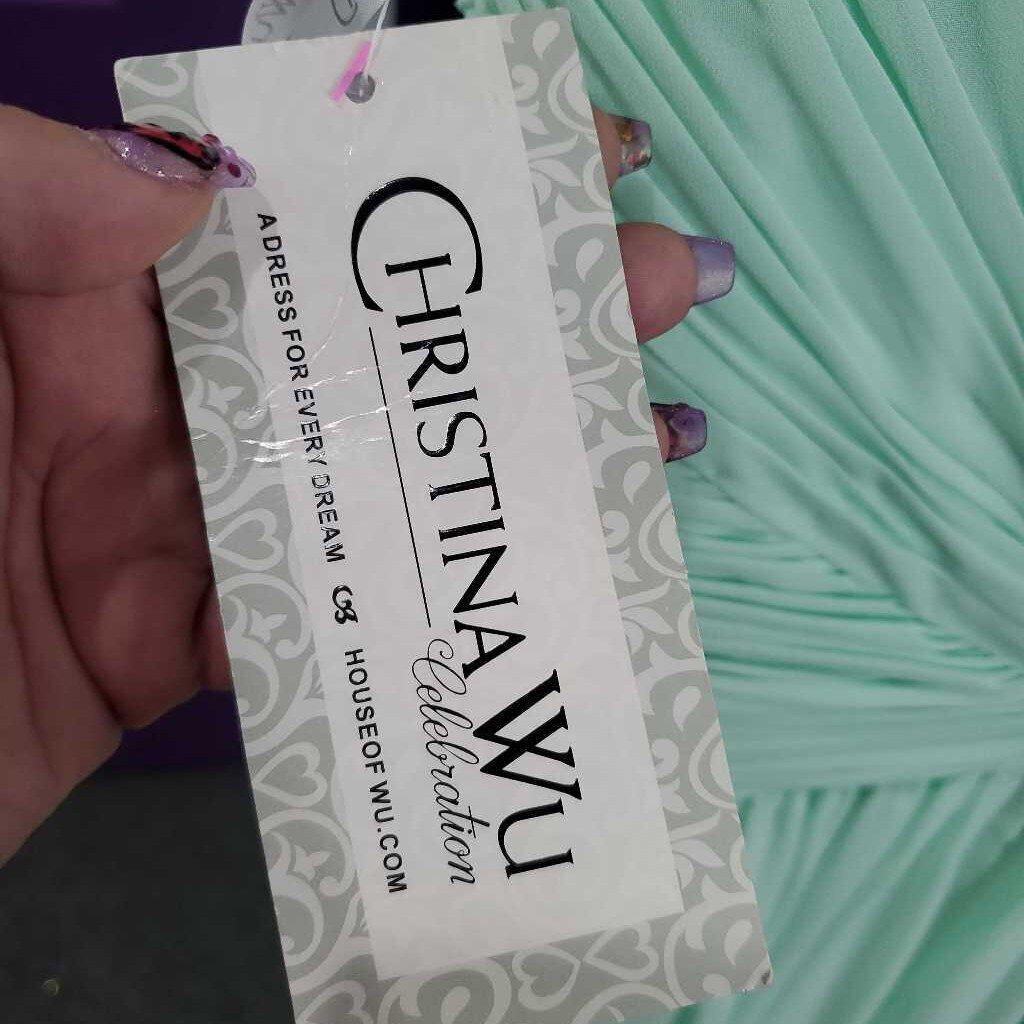 CHRISTINA WU
Celebration
A DRESS FOR EVERY DREAM HOUSEOFWU.COM